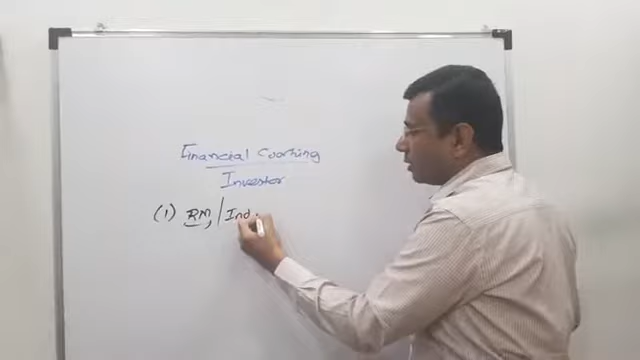 Financial Coaching
Investor
(1) RM, | Ind